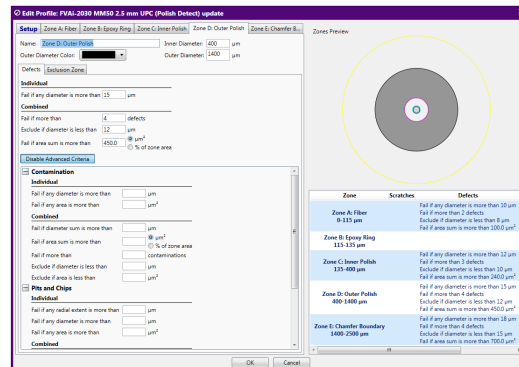 Edit Profile: FVAi-2030 MM50 2.5 mm UPC (Polish Detect) update
Setup Zone A: Fiber Zone B: Epoxy Ring Zone C: Inner Polish Zone D: Outer Polish Zone E: Chamfer B...
Name: Zone D: Outer Polish Inner Diameter: 400 µm
Outer Diameter Color: Outer Diameter: 1400 µm
Defects Exclusion Zone
Individual
Fail if any diameter is more than 15 µm
Combined
Fail if more than 4 defects
Exclude if diameter is less than 12 µm
Fail if area sum is more than 450.0 µm²
% of zone area
Disable Advanced Criteria
Contamination
Individual
Fail if any diameter is more than µm
Fail if any area is more than µm²
Combined
Fail if diameter sum is more than µm
Fail if area sum is more than µm²
% of zone area
Fail if more than contaminations
Exclude if diameter is less than µm
Exclude if area is less than µm²
Pits and Chips
Individual
Fail if any radial extent is more than µm
Fail if any diameter is more than µm
Fail if any area is more than µm²
Combined
OK Cancel
Zones Preview
Zone Scratches Defects
Zone A: Fiber
0-115 µm
Fail if any diameter is more than 10 µm
Fail if more than 2 defects
Exclude if diameter is less than 8 µm
Fail if area sum is more than 100.0 µm²
Zone B: Epoxy Ring
115-135 µm
Zone C: Inner Polish
135-400 µm
Fail if any diameter is more than 12 µm
Fail if more than 3 defects
Exclude if diameter is less than 10 µm
Fail if area sum is more than 240.0 µm²
Zone D: Outer Polish
400-1400 µm
Fail if any diameter is more than 15 µm
Fail if more than 4 defects
Exclude if diameter is less than 12 µm
Fail if area sum is more than 450.0 µm²
Zone E: Chamfer Boundary
1400-2500 µm
Fail if any diameter is more than 18 µm
Fail if more than 4 defects
Exclude if diameter is less than 15 µm
Fail if area sum is more than 700.0 µm²